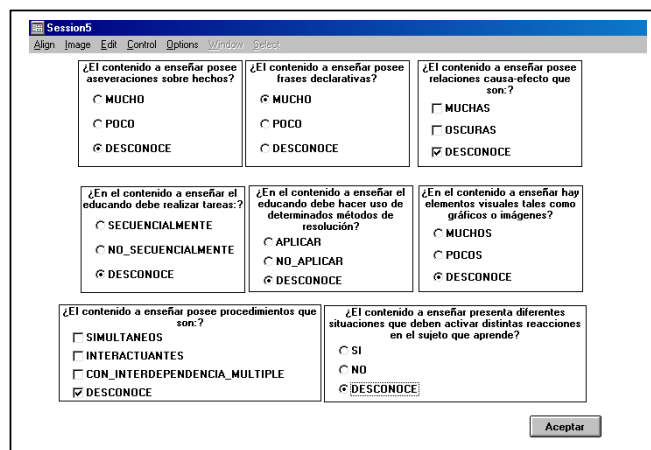 Session5
Align Image Edit Control Options Window Select
¿El contenido a enseñar posee
aseveraciones sobre hechos?
MUCHO
POCO
DESCONOCE
¿El contenido a enseñar posee
frases declarativas?
MUCHO
POCO
DESCONOCE
¿El contenido a enseñar posee
relaciones causa-efecto que
son:?
MUCHAS
OSCURAS
DESCONOCE
¿En el contenido a enseñar el
educando debe realizar tareas:?
SECUENCIALMENTE
NO_SECUENCIALMENTE
DESCONOCE
¿En el contenido a enseñar el
educando debe hacer uso de
determinados métodos de
resolución?
APLICAR
NO_APLICAR
DESCONOCE
¿En el contenido a enseñar hay
elementos visuales tales como
gráficos o imágenes?
MUCHOS
POCOS
DESCONOCE
¿El contenido a enseñar posee procedimientos que
son:?
SIMULTANEOS
INTERACTUANTES
CON_INTERDEPENDENCIA_MULTIPLE
DESCONOCE
¿El contenido a enseñar presenta diferentes
situaciones que deben activar distintas reacciones
en el sujeto que aprende?
SI
NO
DESCONOCE
Aceptar